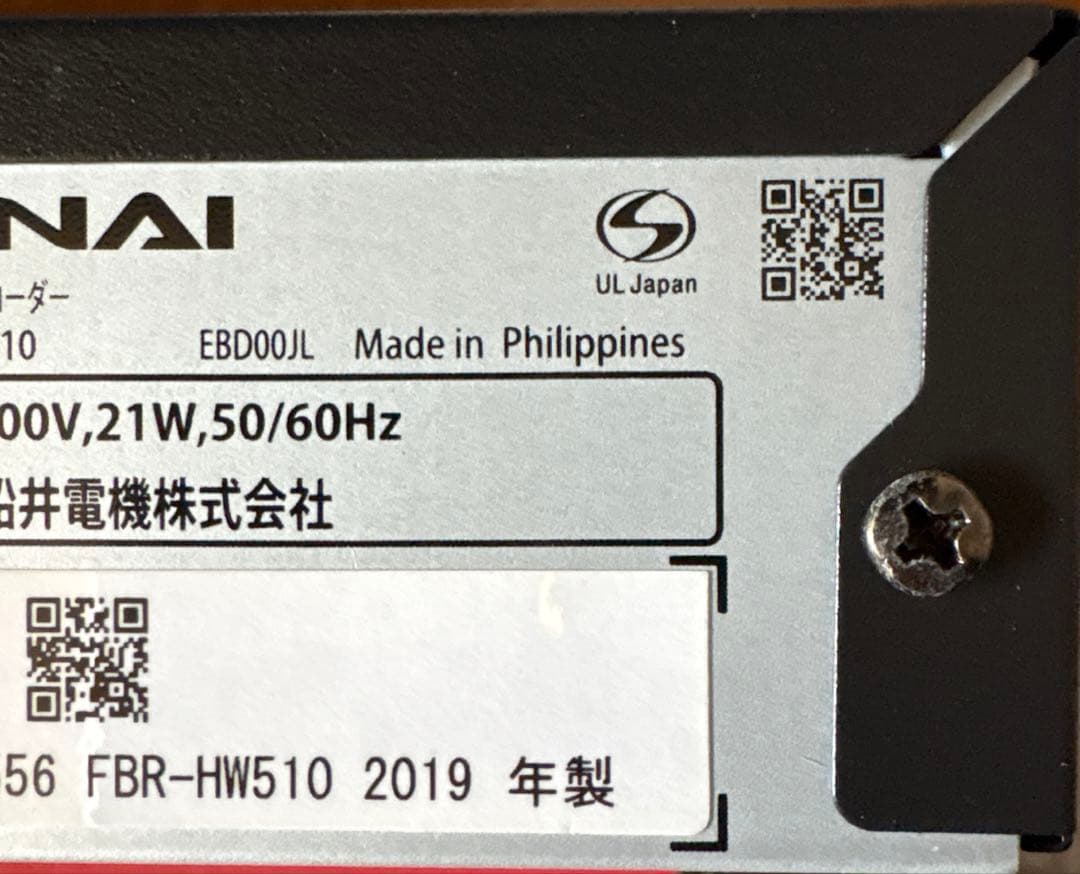 NAI
UL Japan
ーダー
10 EBD00JL Made in Philippines
00V,21W,50/60Hz
船井電機株式会社
56 FBR-HW510 2019 年製